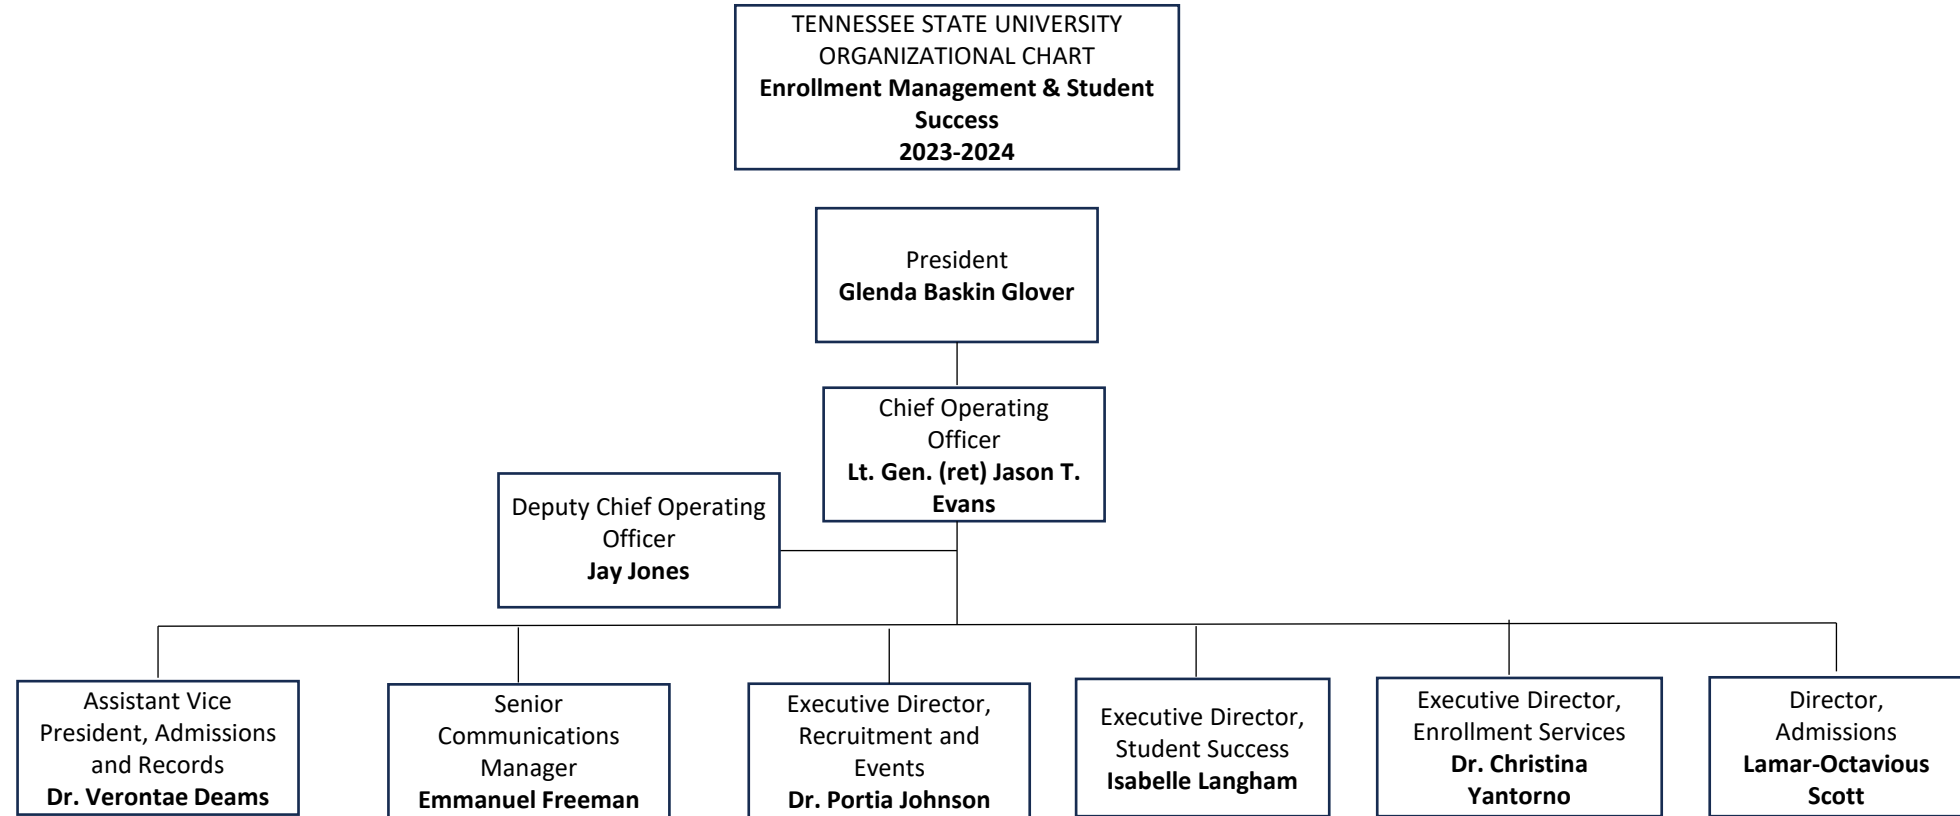 TENNESSEE STATE UNIVERSITY
ORGANIZATIONAL CHART
Enrollment Management & Student
Success
2023-2024
President
Glenda Baskin Glover
Chief Operating
Officer
Lt. Gen. (ret) Jason T.
Evans
Deputy Chief Operating
Officer
Jay Jones
Assistant Vice
President, Admissions
and Records
Dr. Verontae Deams
Senior
Communications
Manager
Emmanuel Freeman
Executive Director,
Recruitment and
Events
Dr. Portia Johnson
Executive Director,
Student Success
Isabelle Langham
Executive Director,
Enrollment Services
Dr. Christina
Yantorno
Director,
Admissions
Lamar-Octavious
Scott